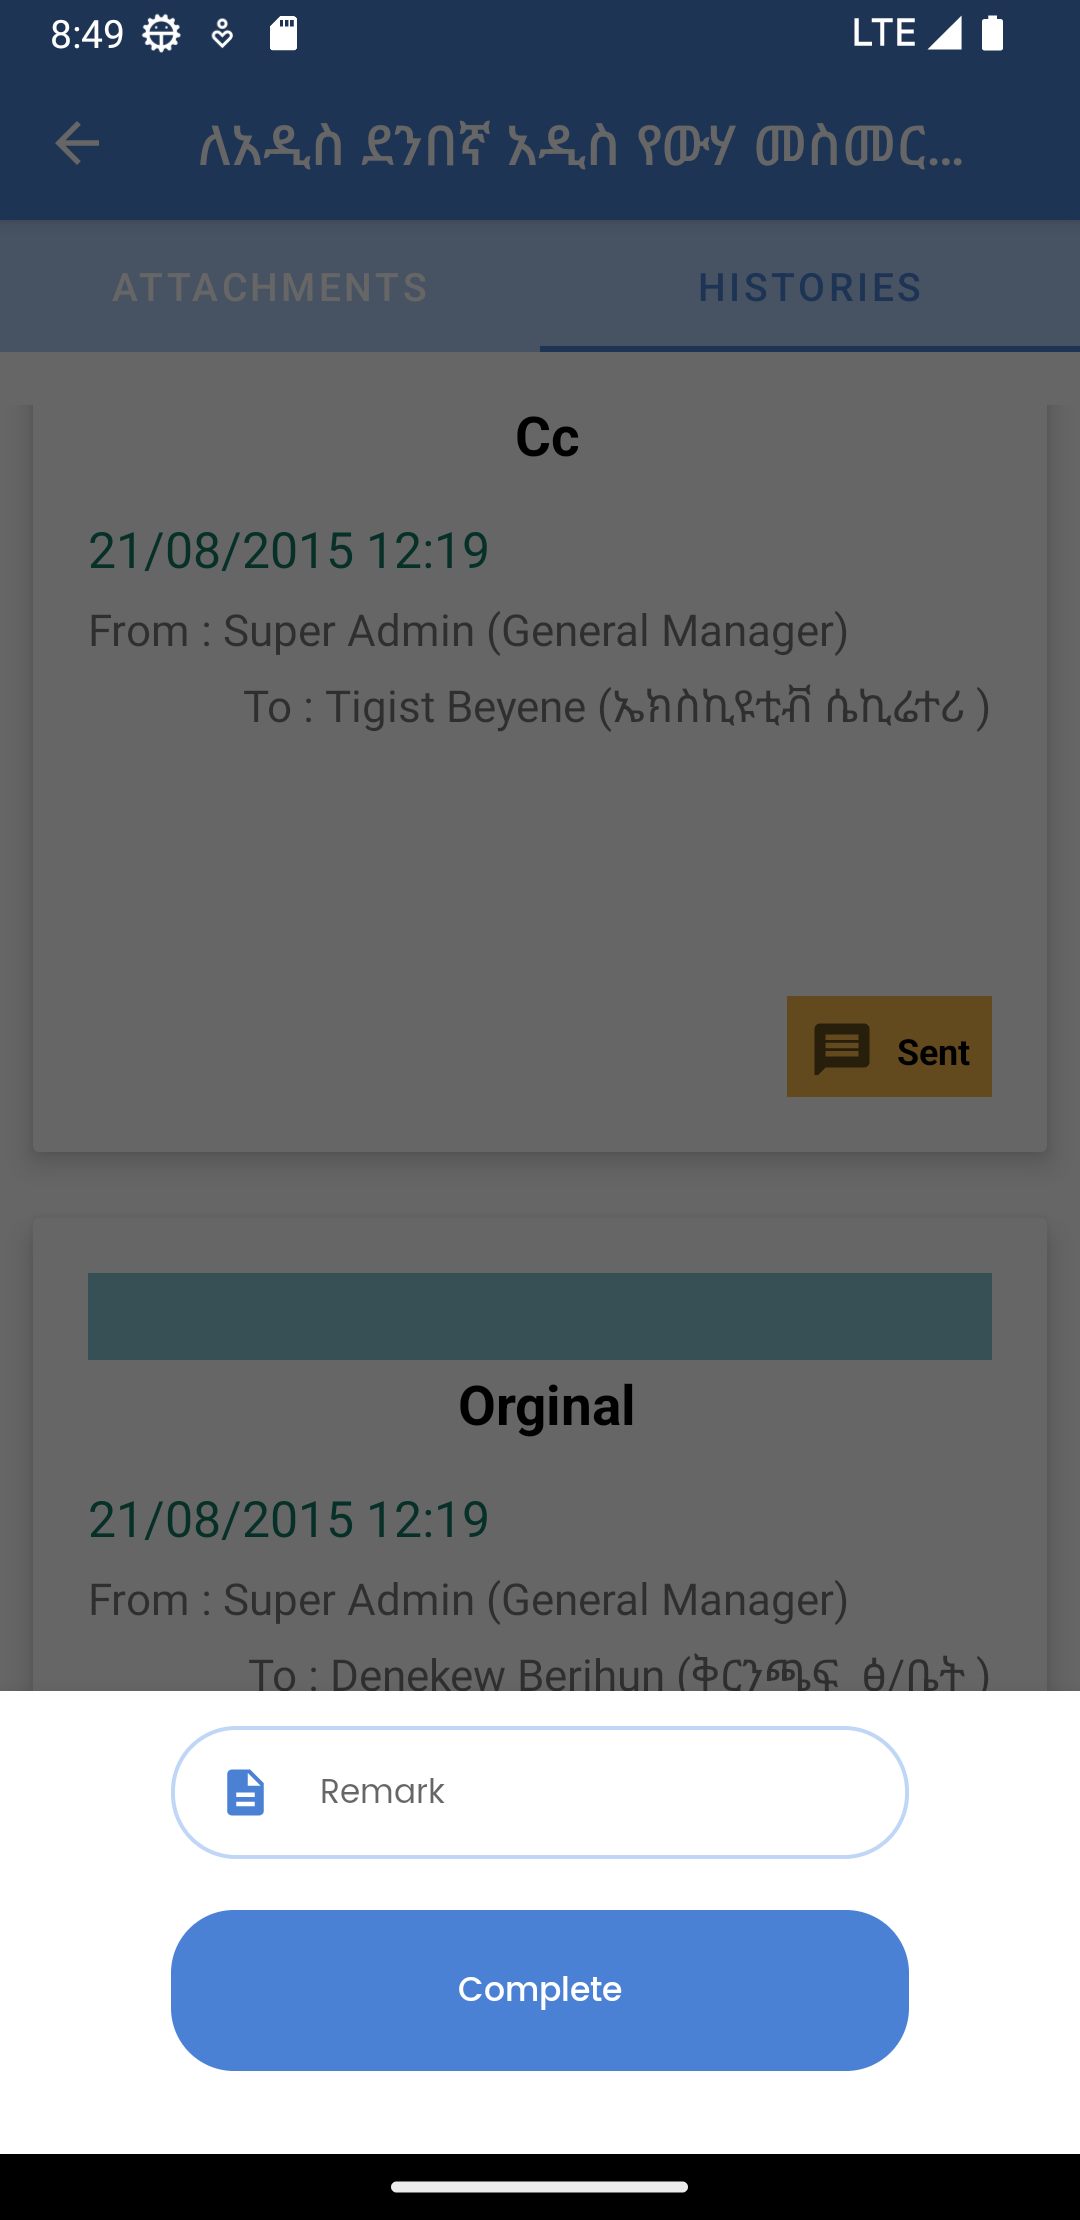 8:49
LTE
ለአዲስ ደንበኛ አዲስ የውሃ መስመር...
ATTACHMENTS
HISTORIES
Cc
21/08/2015 12:19
From : Super Admin (General Manager)
To : Tigist Beyene (ኤክስኪዩቲቭ ሴኪሬተሪ )
Sent
Orginal
21/08/2015 12:19
From : Super Admin (General Manager)
To : Denekew Berihun (ቅርንጫፍ ፅ/ቤት )
Remark
Complete